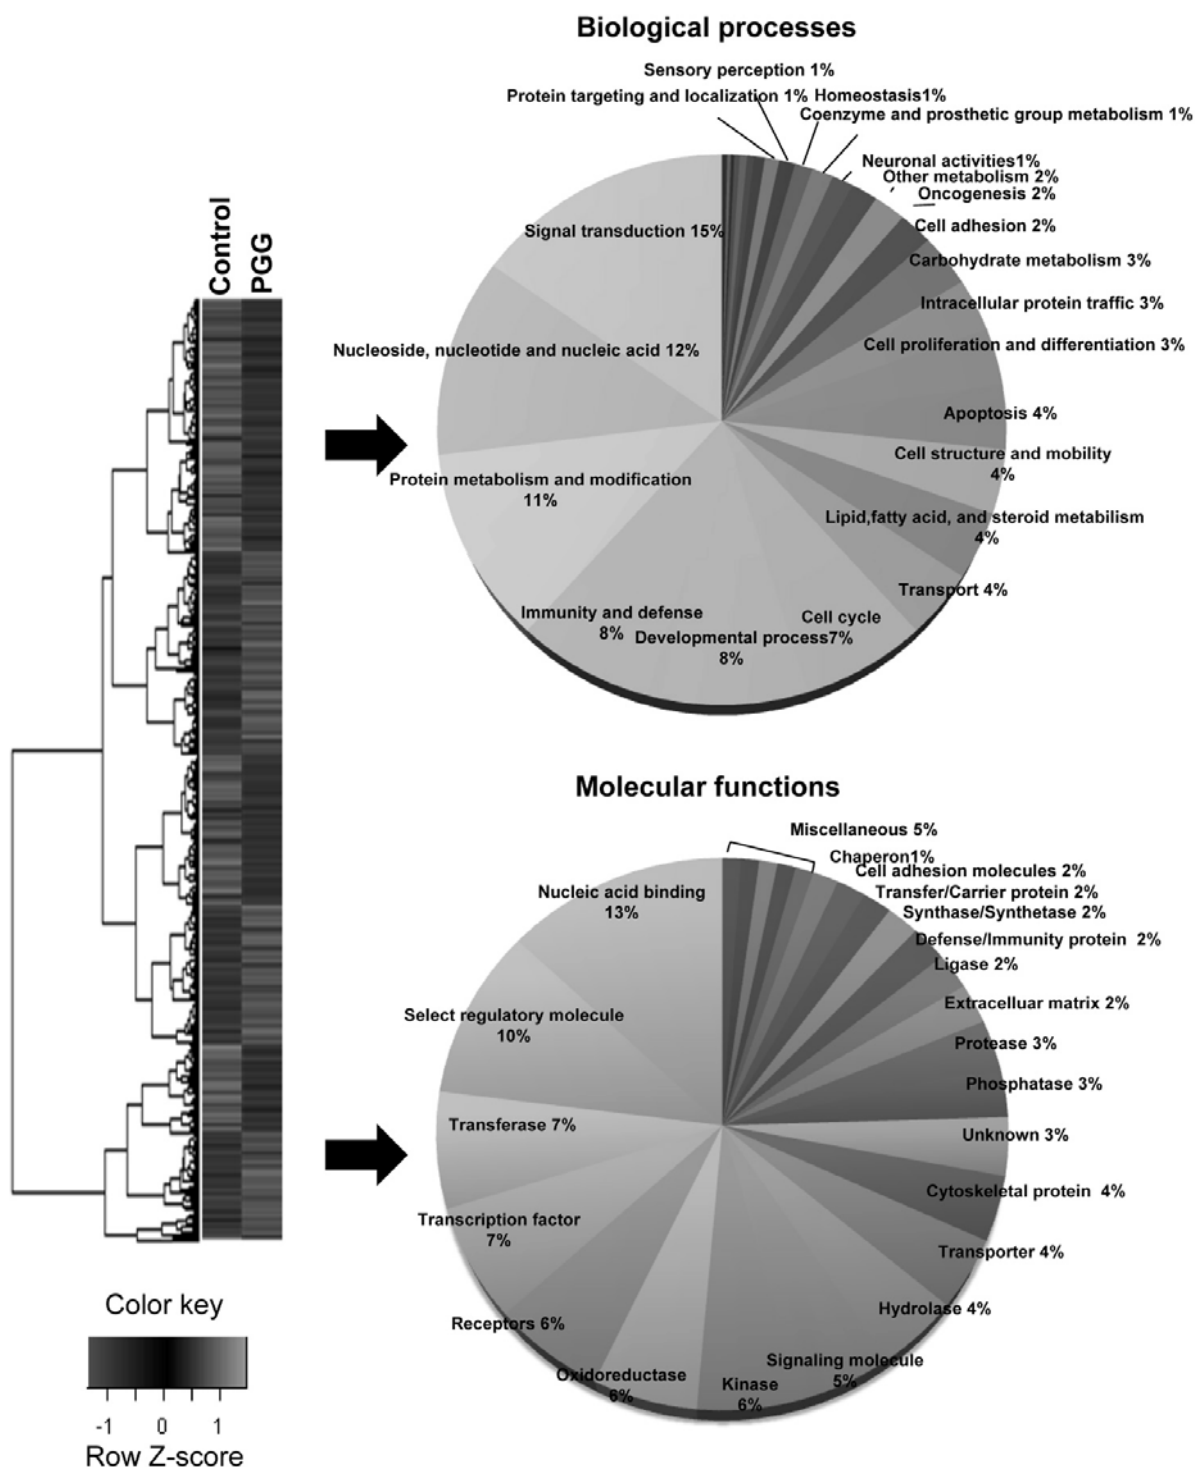 Biological processes
Sensory perception 1%
Protein targeting and localization 1%
Homeostasis1%
Coenzyme and prosthetic group metabolism 1%
Neuronal activities1%
Other metabolism 2%
Oncogenesis 2%
Cell adhesion 2%
Carbohydrate metabolism 3%
Intracellular protein traffic 3%
Cell proliferation and differentiation 3%
Apoptosis 4%
Cell structure and mobility
4%
Lipid,fatty acid, and steroid metabilism
4%
Transport 4%
Cell cycle
7%
Developmental process
8%
Immunity and defense
8%
Protein metabolism and modification
11%
Nucleoside, nucleotide and nucleic acid 12%
Signal transduction 15%
Control
PGG
Molecular functions
Miscellaneous 5%
Chaperon1%
Cell adhesion molecules 2%
Transfer/Carrier protein 2%
Synthase/Synthetase 2%
Defense/Immunity protein 2%
Ligase 2%
Extracelluar matrix 2%
Protease 3%
Phosphatase 3%
Unknown 3%
Cytoskeletal protein 4%
Transporter 4%
Hydrolase 4%
Signaling molecule
5%
Kinase
6%
Oxidoreductase
6%
Receptors 6%
Transcription factor
7%
Transferase 7%
Select regulatory molecule
10%
Nucleic acid binding
13%
Color key
-1 0 1
Row Z-score